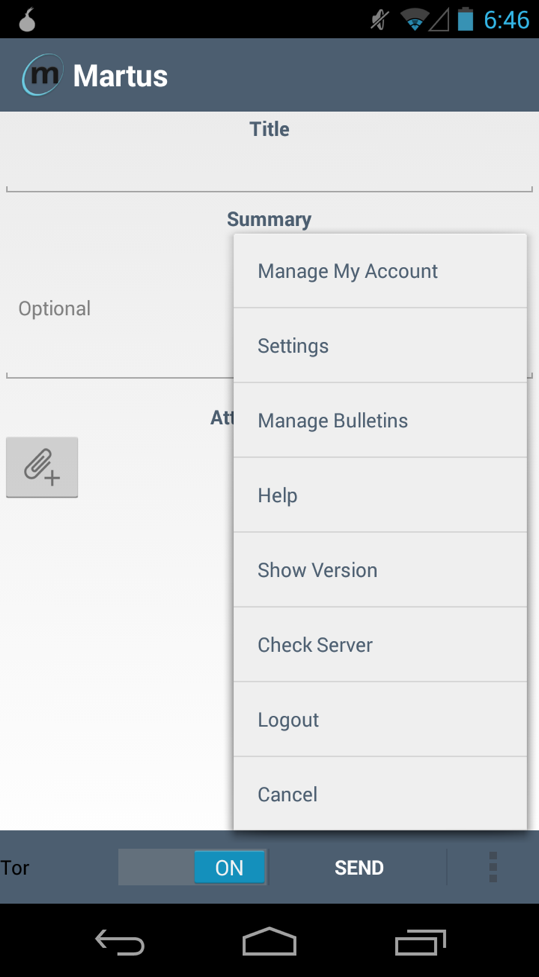 6:46
m Martus
Title
Summary
Optional
Manage My Account
Settings
Manage Bulletins
Att
Help
Show Version
Check Server
Logout
Cancel
Tor ON SEND